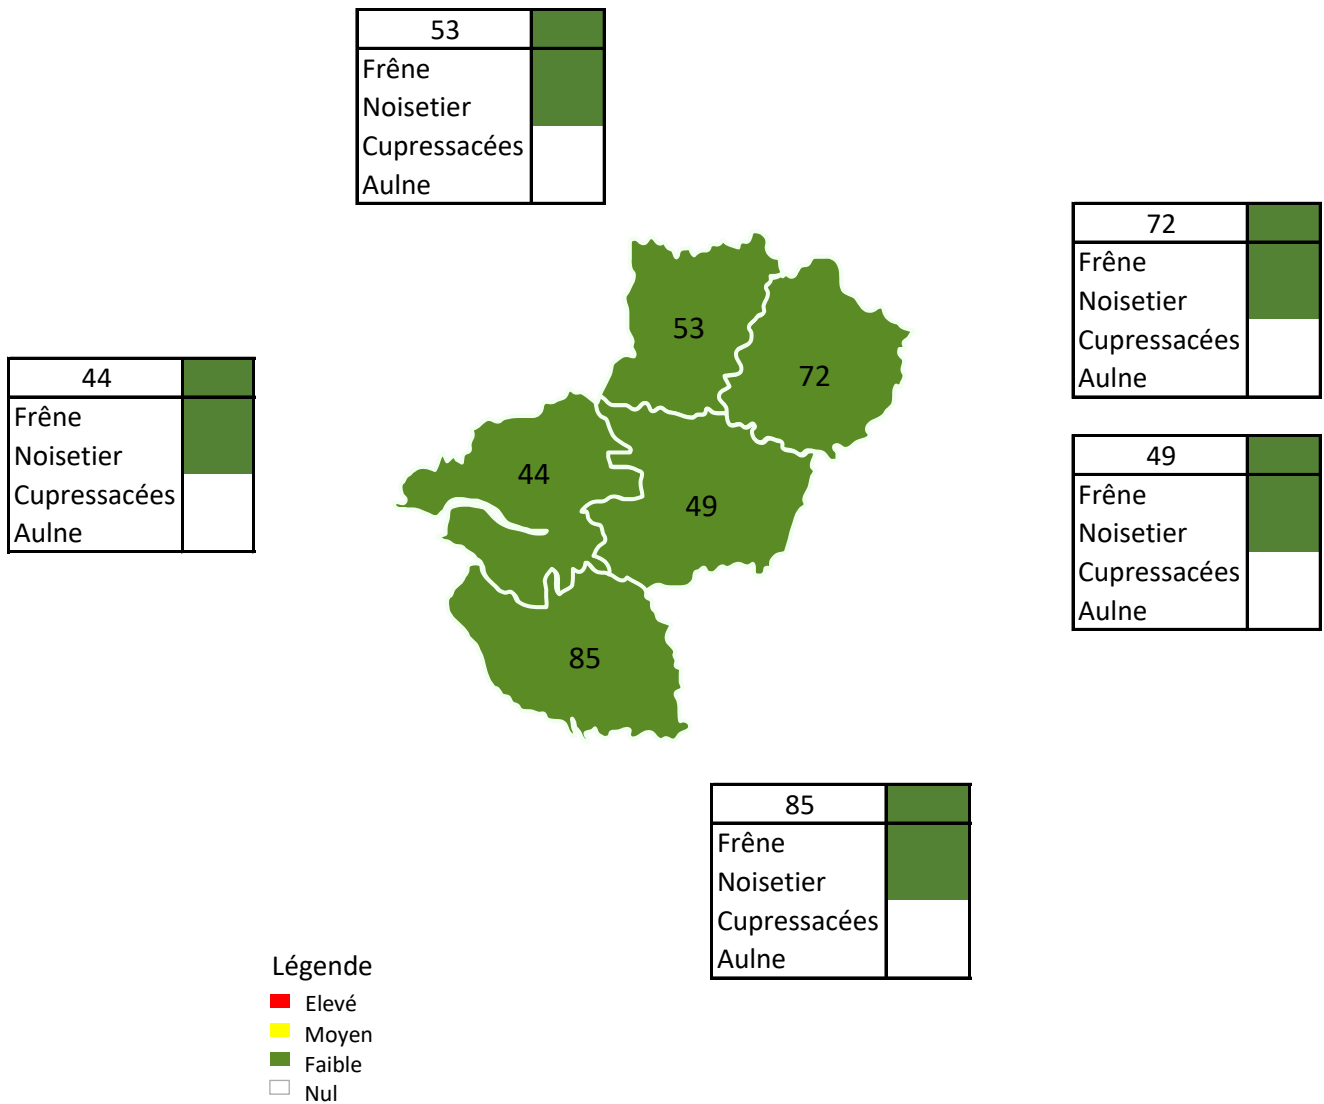 53
Frêne
Noisetier
Cupressacées
Aulne
72
Frêne
Noisetier
Cupressacées
Aulne
44
Frêne
Noisetier
Cupressacées
Aulne
49
Frêne
Noisetier
Cupressacées
Aulne
53
72
44
49
85
85
Frêne
Noisetier
Cupressacées
Aulne
Légende
Elevé
Moyen
Faible
Nul